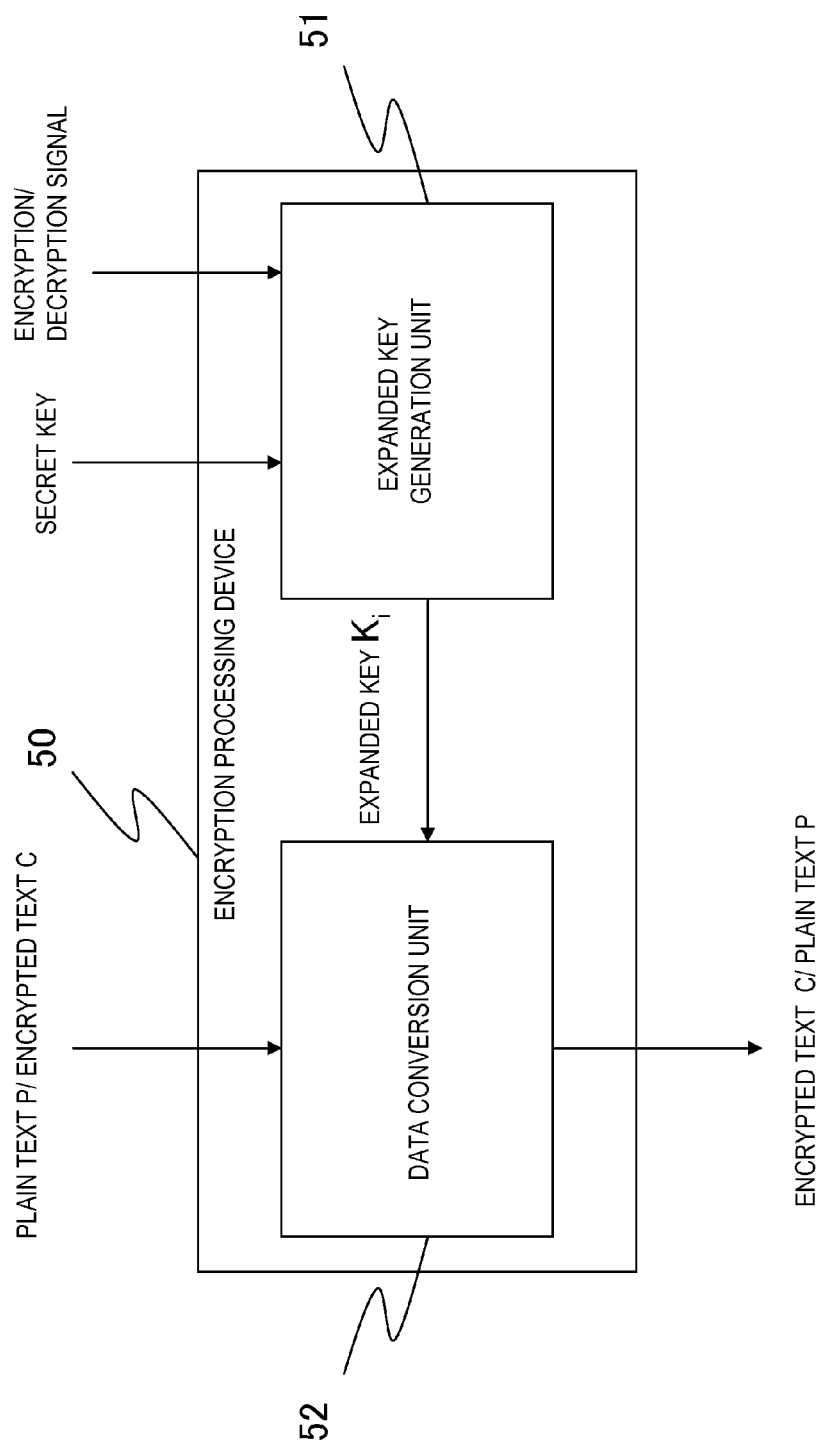 PLAIN TEXT P/ ENCRYPTED TEXT C
50
SECRET KEY
ENCRYPTION/
DECRYPTION SIGNAL
ENCRYPTION PROCESSING DEVICE
52
DATA CONVERSION UNIT
EXPANDED KEY Ki
EXPANDED KEY
GENERATION UNIT
51
ENCRYPTED TEXT C/ PLAIN TEXT P